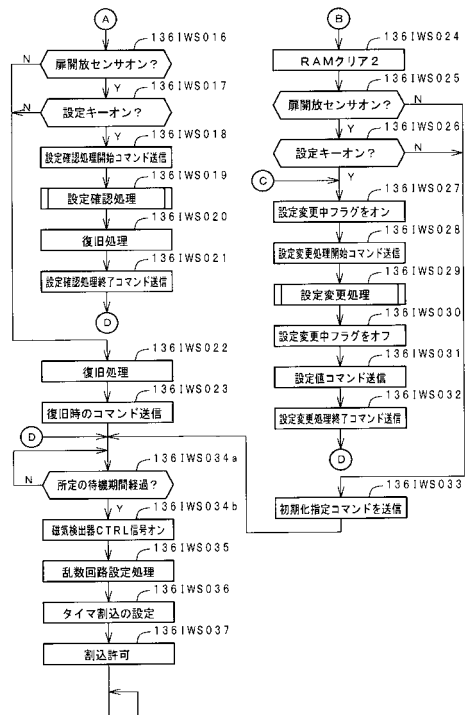 A
136IWS016
扉開放センサオン？
N
Y
136IWS017
設定キーオン？
N
Y
136IWS018
設定確認処理開始コマンド送信
136IWS019
設定確認処理
136IWS020
復旧処理
136IWS021
設定確認処理終了コマンド送信
D
136IWS022
復旧処理
136IWS023
復旧時のコマンド送信
D
136IWS034a
所定の待機期間経過？
N
Y
136IWS034b
磁気検出器CTRL信号オン
136IWS035
乱数回路設定処理
136IWS036
タイマ割込の設定
136IWS037
割込許可
B
136IWS024
RAMクリア2
136IWS025
扉開放センサオン？
N
Y
136IWS026
設定キーオン？
N
Y
C
136IWS027
設定変更中フラグをオン
136IWS028
設定変更処理開始コマンド送信
136IWS029
設定変更処理
136IWS030
設定変更中フラグをオフ
136IWS031
設定値コマンド送信
136IWS032
設定変更処理終了コマンド送信
D
136IWS033
初期化指定コマンドを送信